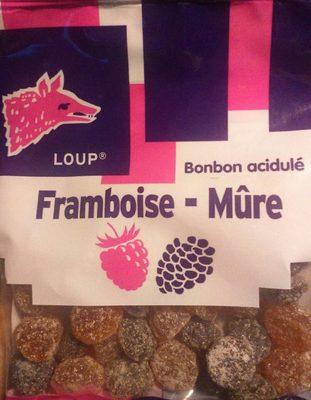 LOUP®
Bonbon acidulé
Framboise - Mûre